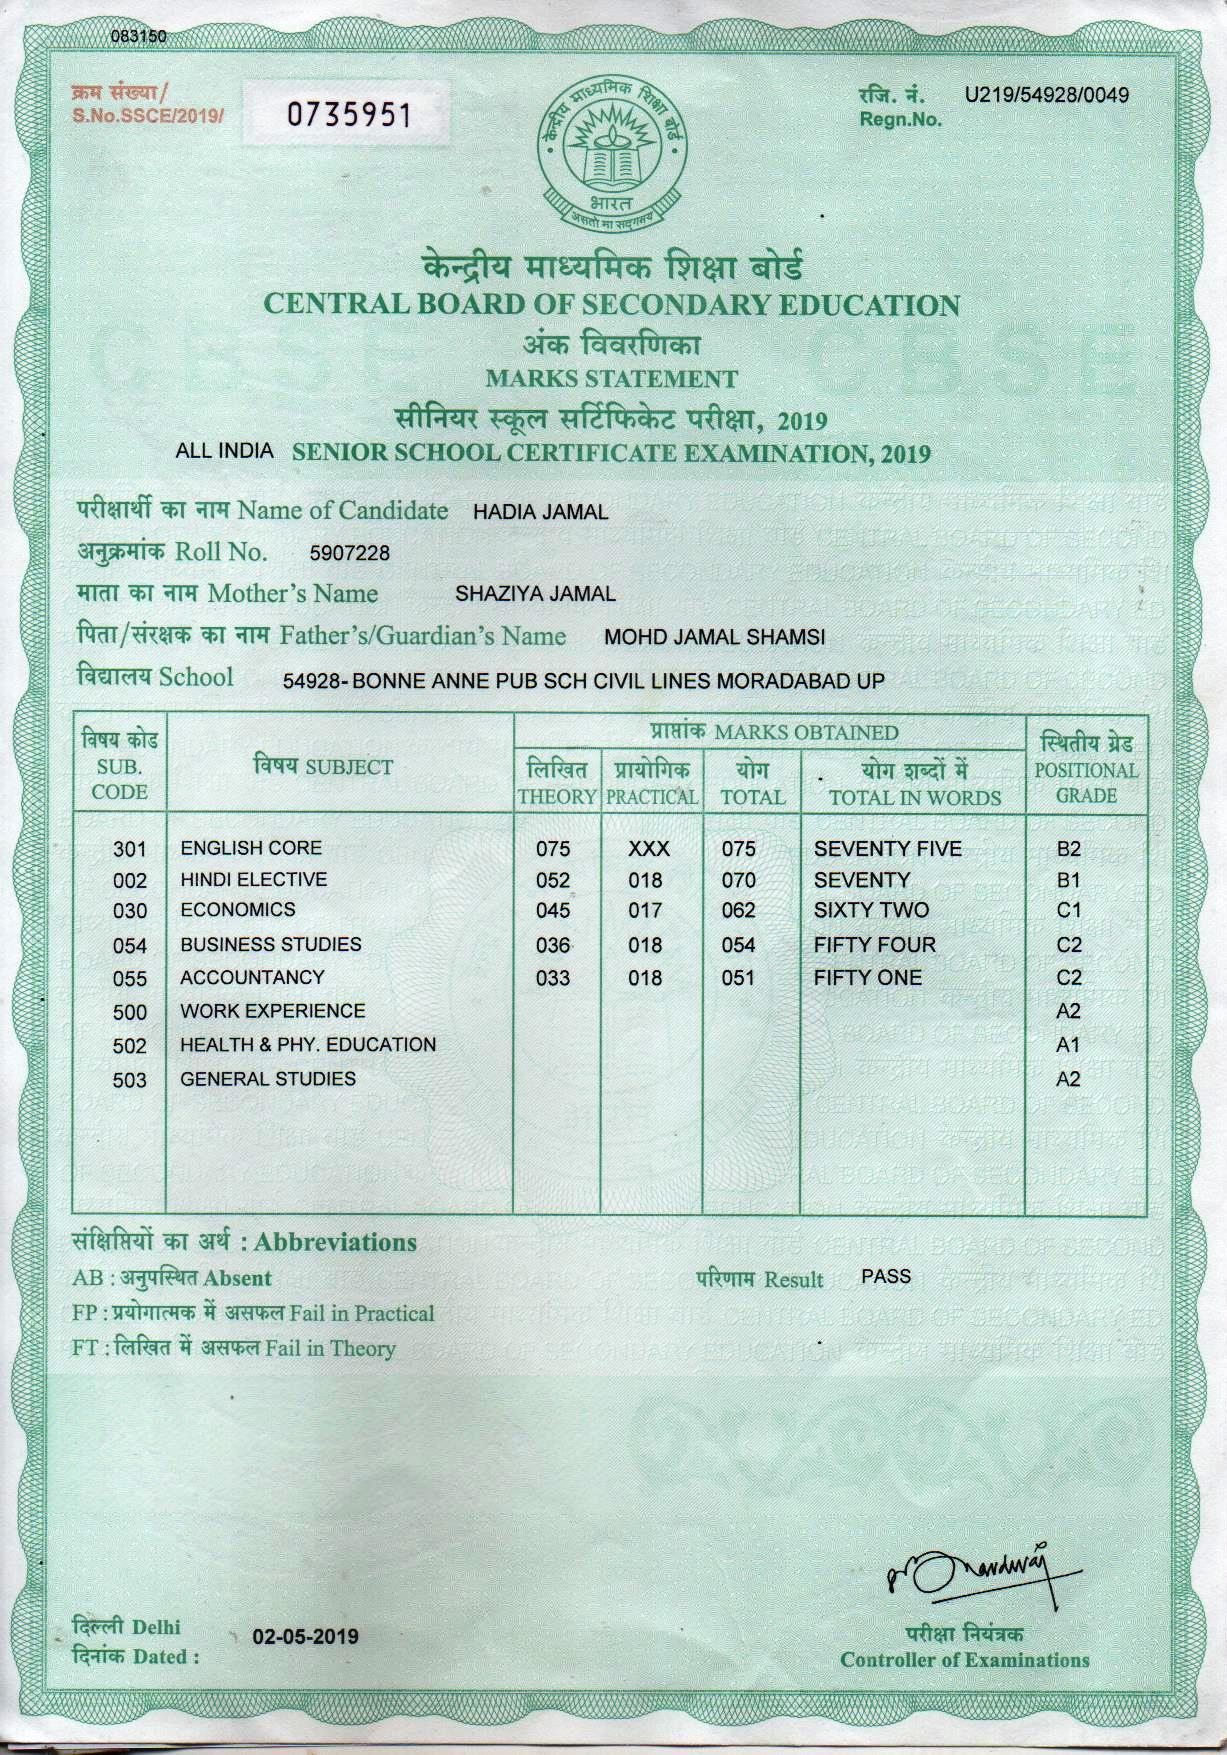 083150
क्रम संख्या/
S.No.SSCE/2019/ 0735951
रजि. नं. U219/54928/0049
Regn.No.
केन्द्रीय माध्यमिक शिक्षा बोर्ड
भारत
असतो मा सद्गमय
केन्द्रीय माध्यमिक शिक्षा बोर्ड
CENTRAL BOARD OF SECONDARY EDUCATION
अंक विवरणिका
MARKS STATEMENT
सीनियर स्कूल सर्टिफिकेट परीक्षा, 2019
ALL INDIA SENIOR SCHOOL CERTIFICATE EXAMINATION, 2019
परीक्षार्थी का नाम Name of Candidate HADIA JAMAL
अनुक्रमांक Roll No. 5907228
माता का नाम Mother's Name SHAZIYA JAMAL
पिता/संरक्षक का नाम Father's/Guardian's Name MOHD JAMAL SHAMSI
विद्यालय School 54928- BONNE ANNE PUB SCH CIVIL LINES MORADABAD UP
विषय कोड SUB. CODE विषय SUBJECT प्राप्तांक MARKS OBTAINED स्थितीय ग्रेड POSITIONAL GRADE
लिखित THEORY प्रायोगिक PRACTICAL योग TOTAL योग शब्दों में TOTAL IN WORDS
301 ENGLISH CORE 075 XXX 075 SEVENTY FIVE B2
002 HINDI ELECTIVE 052 018 070 SEVENTY B1
030 ECONOMICS 045 017 062 SIXTY TWO C1
054 BUSINESS STUDIES 036 018 054 FIFTY FOUR C2
055 ACCOUNTANCY 033 018 051 FIFTY ONE C2
500 WORK EXPERIENCE A2
502 HEALTH & PHY. EDUCATION A1
503 GENERAL STUDIES A2
संक्षिप्तियों का अर्थ : Abbreviations
AB : अनुपस्थित Absent परिणाम Result PASS
FP : प्रयोगात्मक में असफल Fail in Practical
FT : लिखित में असफल Fail in Theory
दिल्ली Delhi
दिनांक Dated : 02-05-2019
परीक्षा नियंत्रक
Controller of Examinations